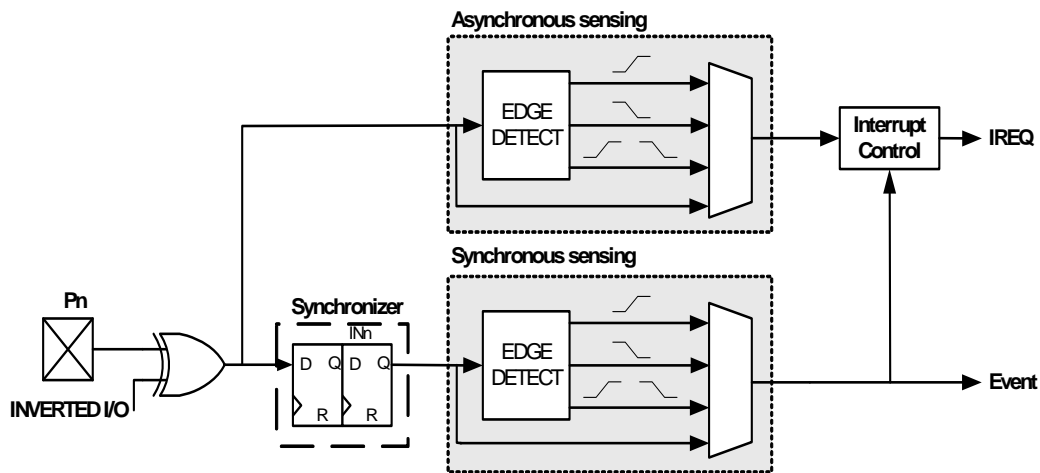 Asynchronous sensing
EDGE
DETECT
Interrupt
Control
IREQ
Synchronous sensing
Pn
Synchronizer
INn
D Q D Q
R R
EDGE
DETECT
INVERTED I/O
Event